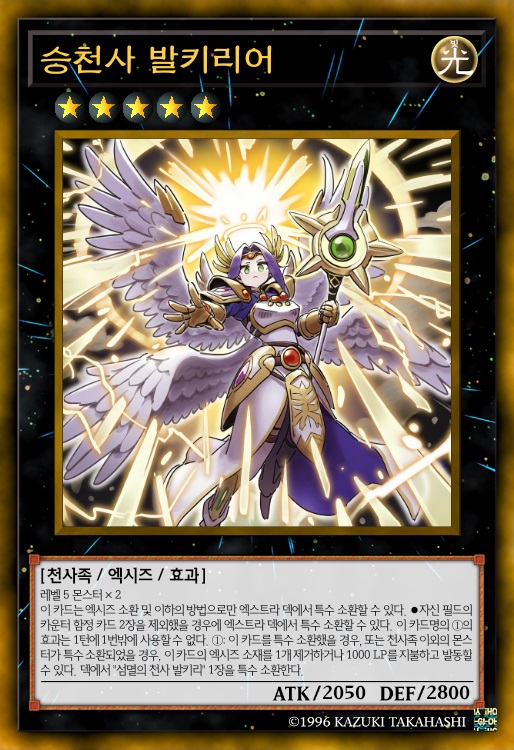 승천사 발키리어
빛
光
[천사족 / 엑시즈 / 효과]
레벨 5 몬스터 × 2
이 카드는 엑시즈 소환 및 이하의 방법으로만 엑스트라 덱에서 특수 소환할 수 있다. ●자신 필드의
카운터 함정 카드 2장을 제외했을 경우에 엑스트라 덱에서 특수 소환할 수 있다. 이 카드명의 ①의
효과는 1턴에 1번밖에 사용할 수 없다. ①: 이 카드를 특수 소환했을 경우, 또는 천사족 이외의 몬스
터가 특수 소환되었을 경우, 이 카드의 엑시즈 소재를 1개 제거하거나 1000 LP를 지불하고 발동할
수 있다. 덱에서 "섬멸의 천사 발키리" 1장을 특수 소환한다.
ATK/2050 DEF/2800
©1996 KAZUKI TAKAHASHI